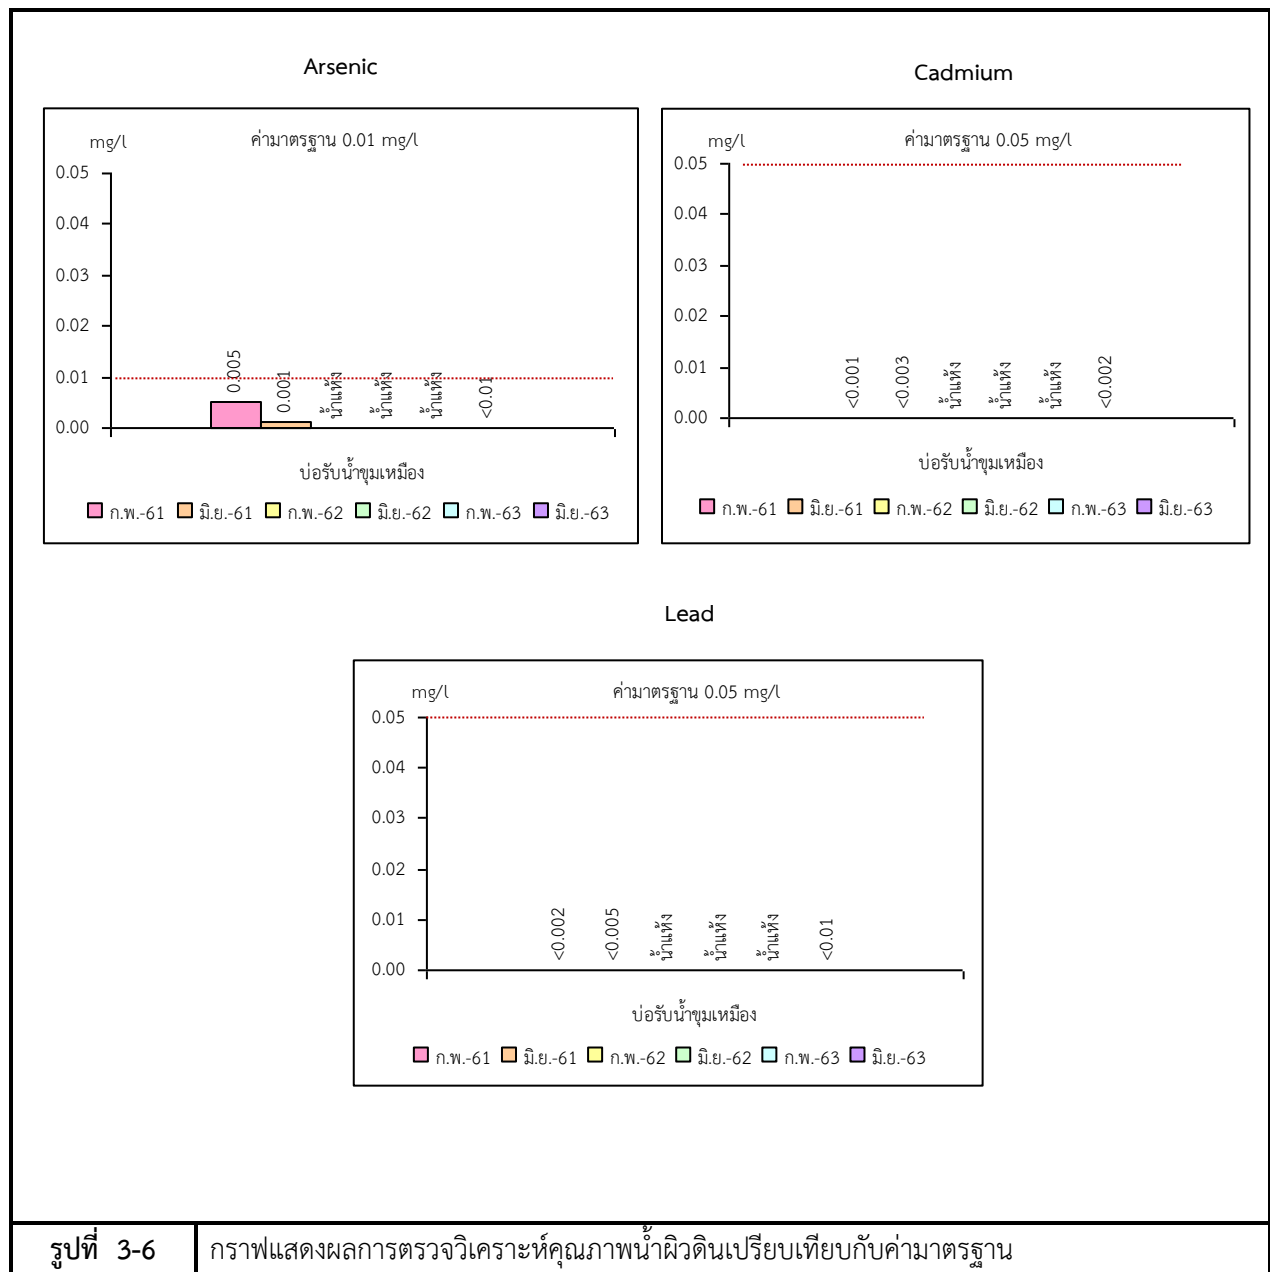 Arsenic
mg/l
ค่ามาตรฐาน 0.01 mg/l
0.05
0.04
0.03
0.02
0.01
0.00
0.005
0.001
น้ำแห้ง
น้ำแห้ง
น้ำแห้ง
<0.01
บ่อรับน้ำขุมเหมือง
ก.พ.-61 มิ.ย.-61 ก.พ.-62 มิ.ย.-62 ก.พ.-63 มิ.ย.-63
Cadmium
mg/l
ค่ามาตรฐาน 0.05 mg/l
0.05
0.04
0.03
0.02
0.01
0.00
<0.001
<0.003
น้ำแห้ง
น้ำแห้ง
น้ำแห้ง
<0.002
บ่อรับน้ำขุมเหมือง
ก.พ.-61 มิ.ย.-61 ก.พ.-62 มิ.ย.-62 ก.พ.-63 มิ.ย.-63
Lead
mg/l
ค่ามาตรฐาน 0.05 mg/l
0.05
0.04
0.03
0.02
0.01
0.00
<0.002
<0.005
น้ำแห้ง
น้ำแห้ง
น้ำแห้ง
<0.01
บ่อรับน้ำขุมเหมือง
ก.พ.-61 มิ.ย.-61 ก.พ.-62 มิ.ย.-62 ก.พ.-63 มิ.ย.-63
รูปที่ 3-6 กราฟแสดงผลการตรวจวิเคราะห์คุณภาพน้ำผิวดินเปรียบเทียบกับค่ามาตรฐาน